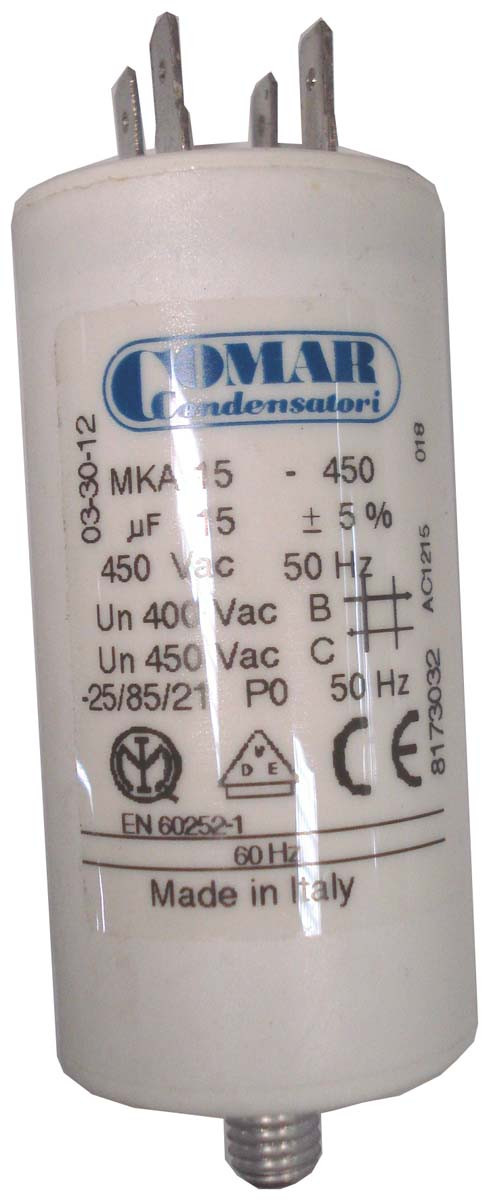 COMAR
Condensatori
MKA 15 - 450
µF 15 ± 5 %
450 Vac 50 Hz
Un 400 Vac B
Un 450 Vac C
-25/85/21 P0 50 Hz
VDE
CE
EN 60252-1
60 Hz
Made in Italy
03-30-12
018
AC1215
8173032